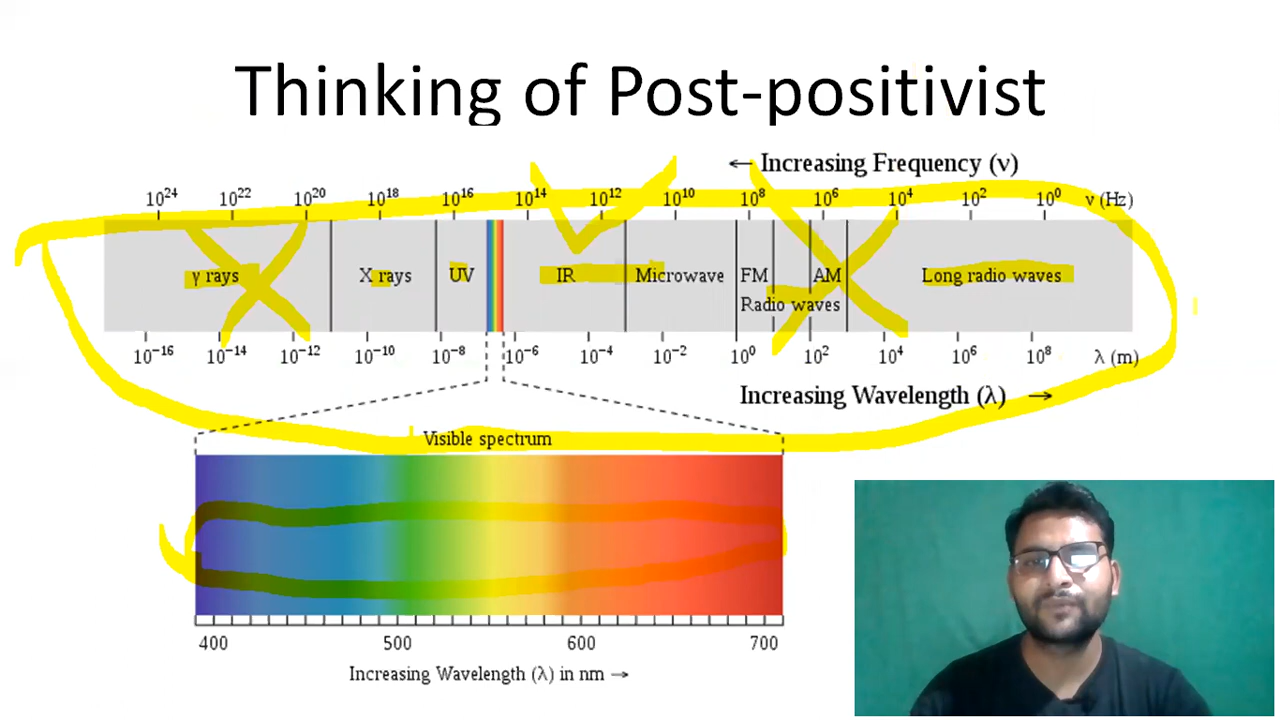 Thinking of Post-positivist
← Increasing Frequency (ν)
10²⁴ 10²² 10²⁰ 10¹⁸ 10¹⁶ 10¹⁴ 10¹² 10¹⁰ 10⁸ 10⁶ 10⁴ 10² 10⁰ ν (Hz)
γ rays X rays UV IR Microwave FM AM Long radio waves
Radio waves
10⁻¹⁶ 10⁻¹⁴ 10⁻¹² 10⁻¹⁰ 10⁻⁸ 10⁻⁶ 10⁻⁴ 10⁻² 10⁰ 10² 10⁴ 10⁶ 10⁸ λ (m)
Increasing Wavelength (λ) →
Visible spectrum
400 500 600 700
Increasing Wavelength (λ) in nm →